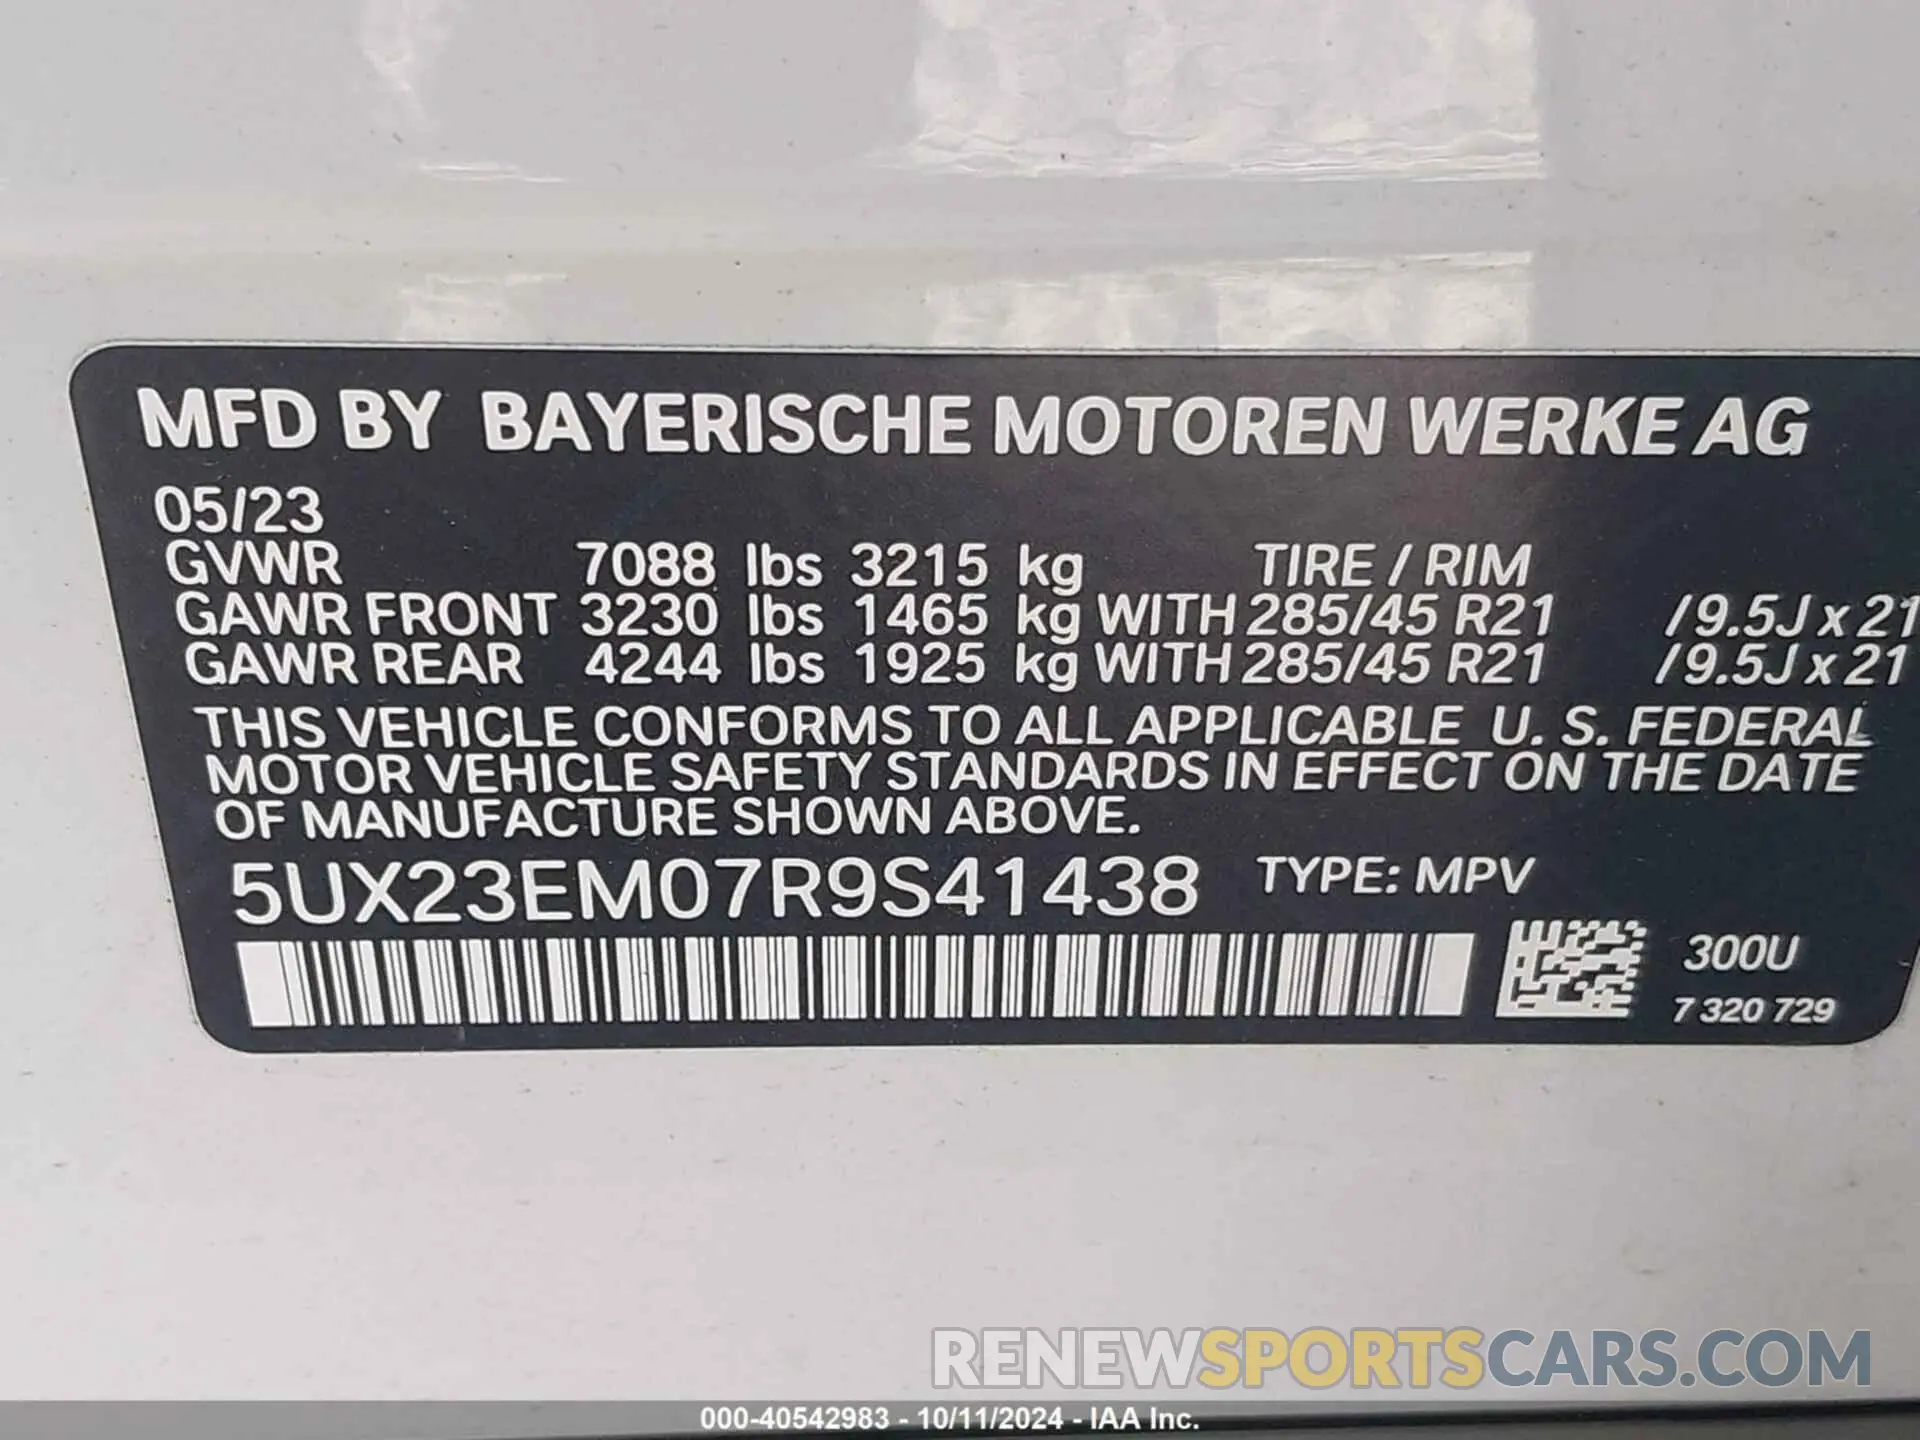 MFD BY BAYERISCHE MOTOREN WERKE AG
05/23
GVWR 7088 lbs 3215 kg TIRE / RIM
GAWR FRONT 3230 lbs 1465 kg WITH 285/45 R21 /9.5J x 21
GAWR REAR 4244 lbs 1925 kg WITH 285/45 R21 /9.5J x 21
THIS VEHICLE CONFORMS TO ALL APPLICABLE U. S. FEDERAL
MOTOR VEHICLE SAFETY STANDARDS IN EFFECT ON THE DATE
OF MANUFACTURE SHOWN ABOVE.
5UX23EM07R9S41438 TYPE: MPV
300U
7 320 729
RENEWSPORTSCARS.COM
000-40542983 - 10/11/2024 - IAA Inc.